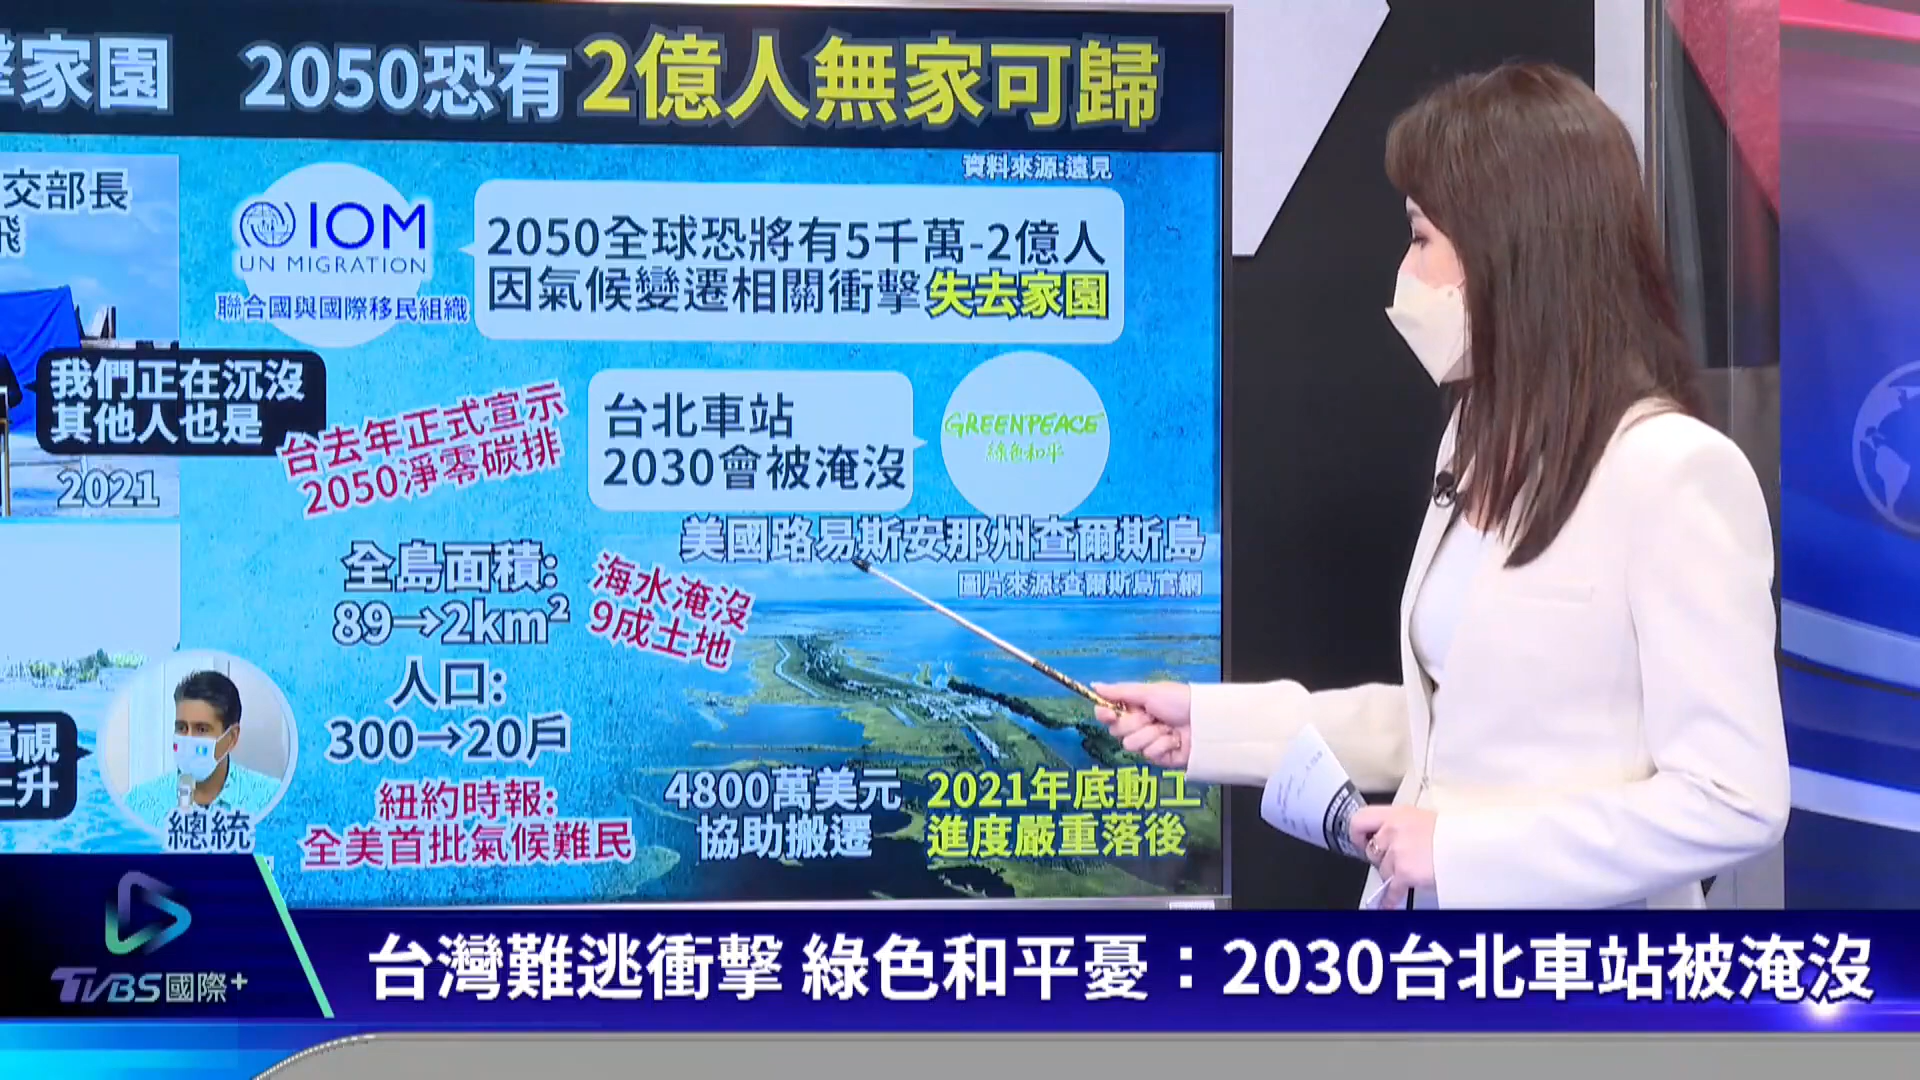 家園 2050恐有2億人無家可歸
資料來源:遠見
交部長
IOM
UN MIGRATION
聯合國與國際移民組織
2050全球恐將有5千萬-2億人
因氣候變遷相關衝擊失去家園
我們正在沉沒
其他人也是
2021
台去年正式宣示
2050淨零碳排
台北車站
2030會被淹沒
GREENPEACE
綠色和平
美國路易斯安那州查爾斯島
圖片來源:查爾斯島官網
全島面積:
89→2km²
海水淹沒
9成土地
人口:
300→20戶
重視
上升
總統
紐約時報:
全美首批氣候難民
4800萬美元
協助搬遷
2021年底動工
進度嚴重落後
TVBS國際+
台灣難逃衝擊 綠色和平憂：2030台北車站被淹沒